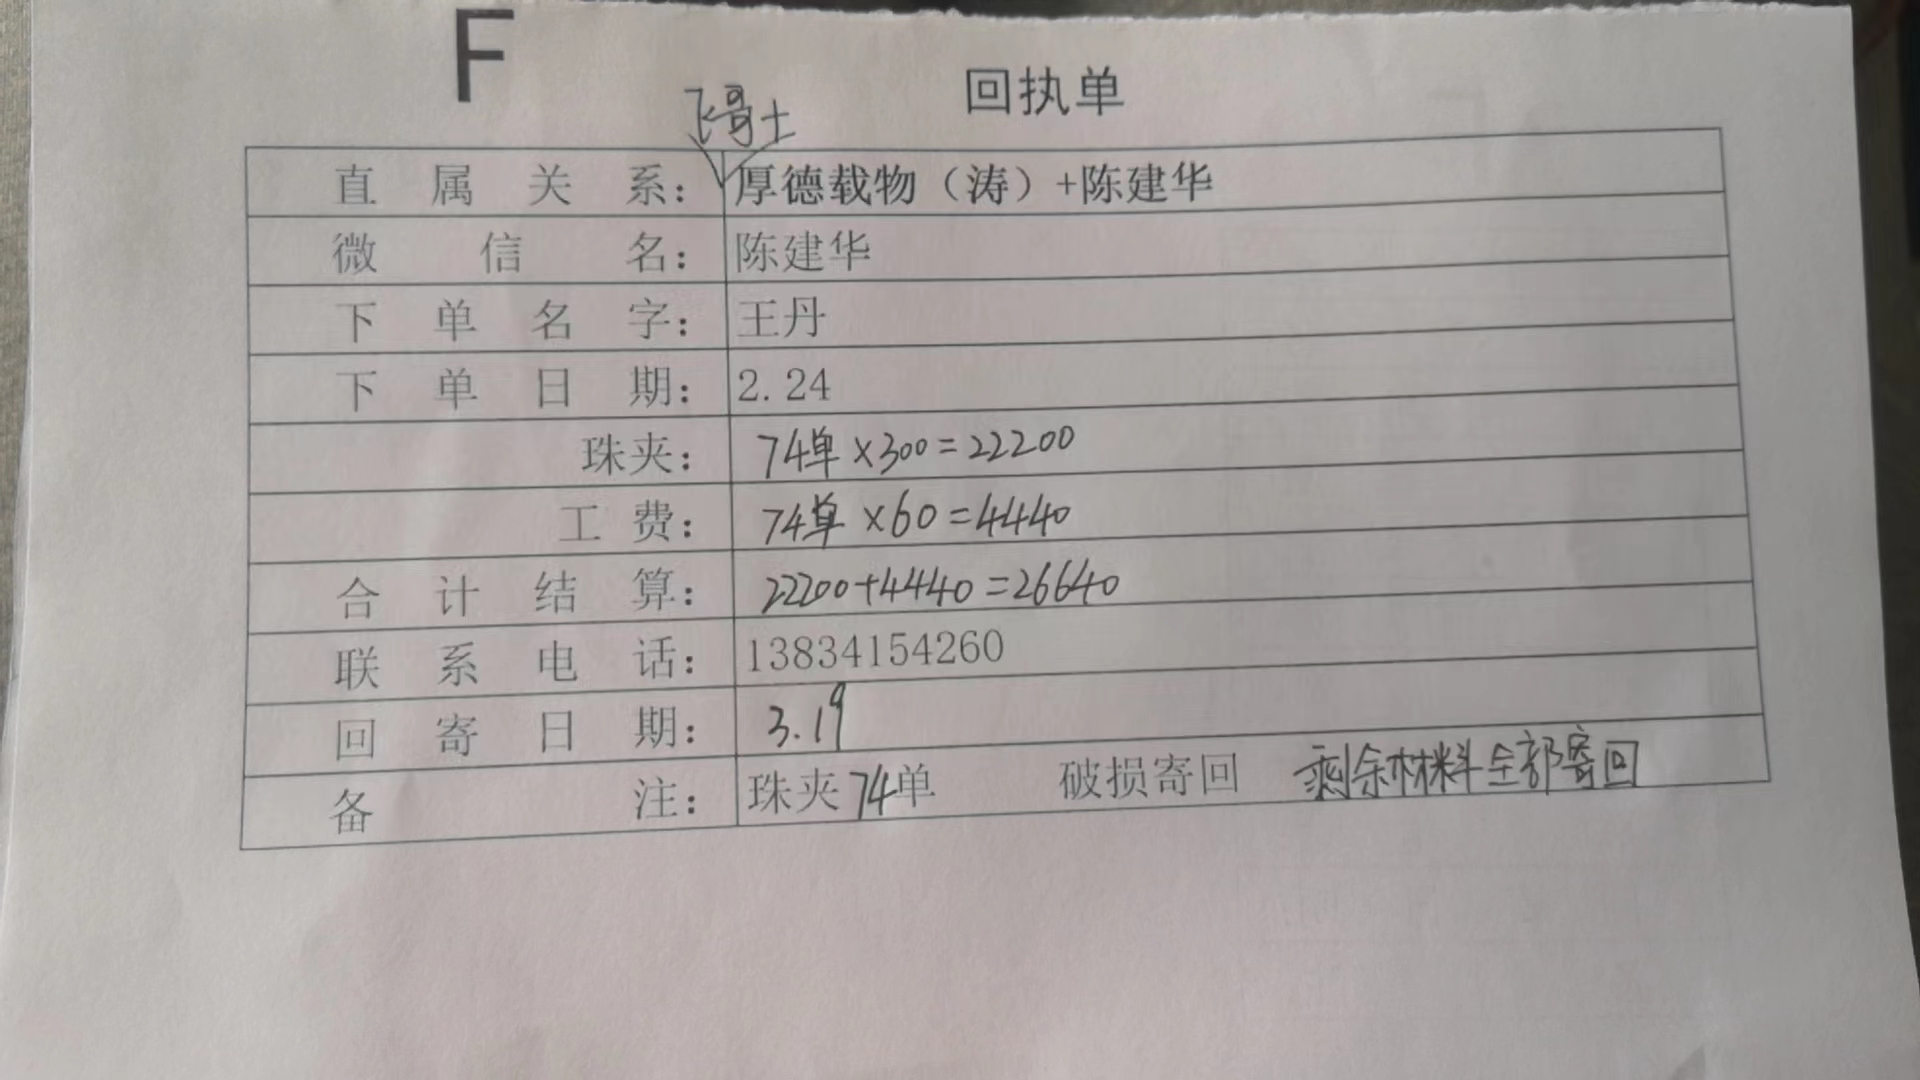 F
回执单
飞哥+
直属关系：厚德载物（涛）+陈建华
微信名：陈建华
下单名字：王丹
下单日期：2.24
珠夹：74单×300=22200
工费：74单×60=4440
合计结算：22200+4440=26640
联系电话：13834154260
回寄日期：3.19
备注：珠夹74单 破损寄回 剩余材料全部寄回